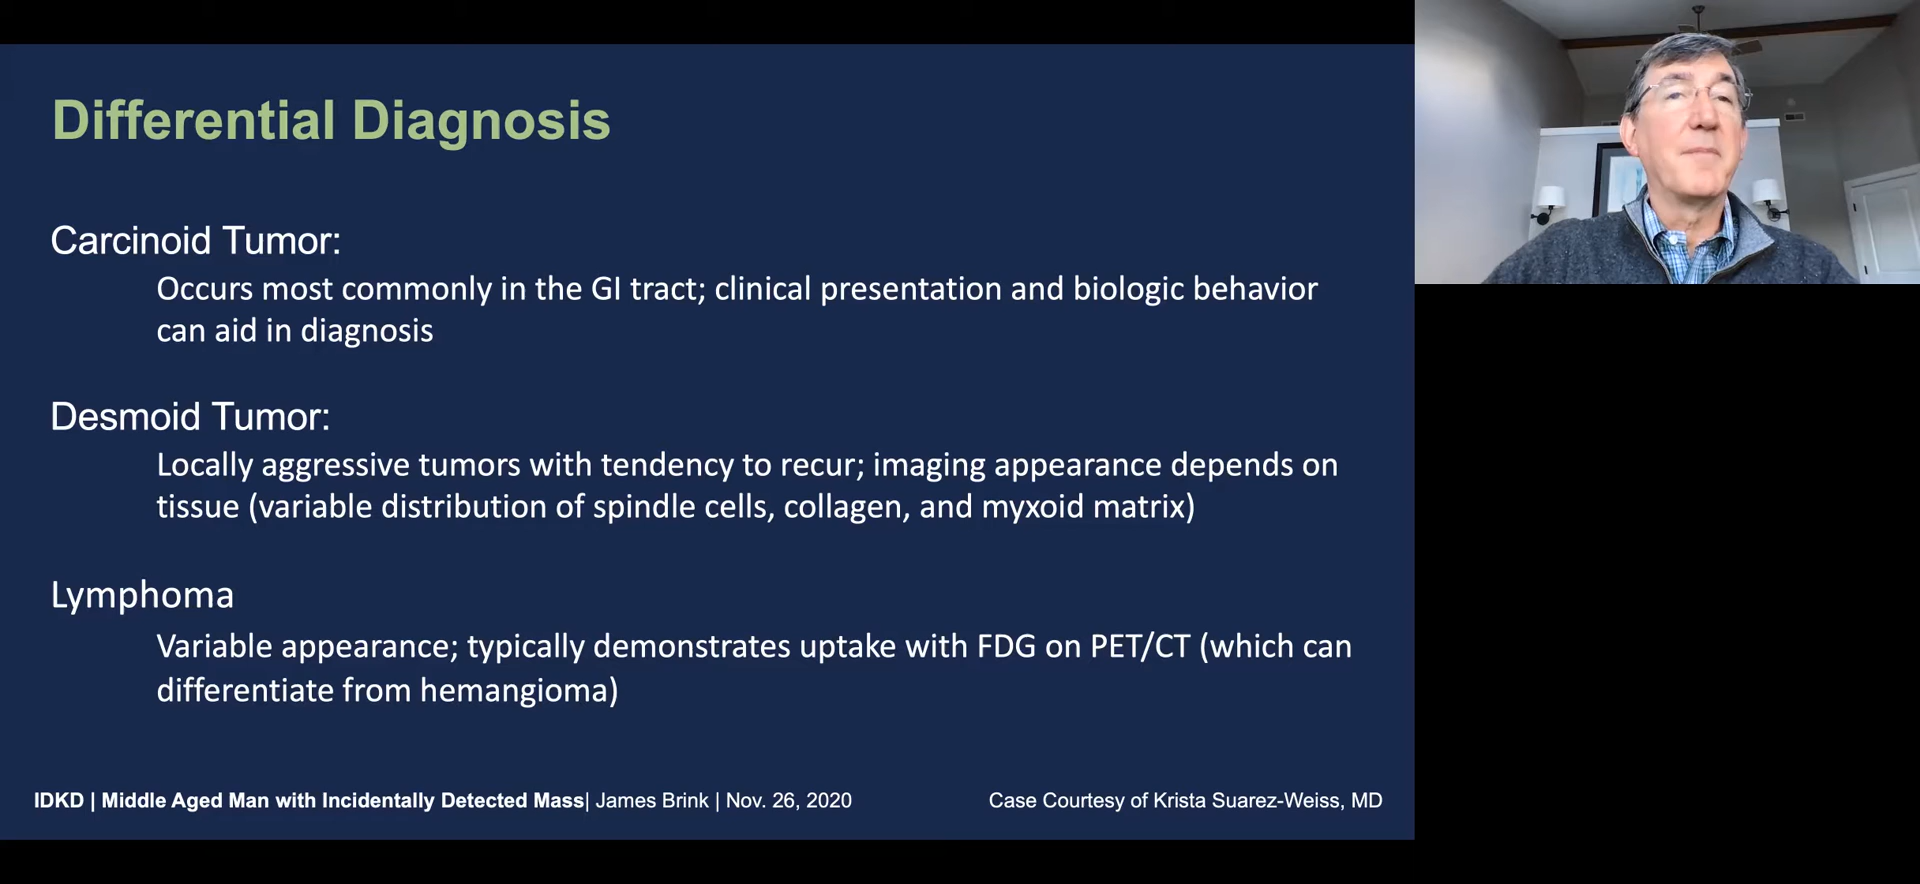 Differential Diagnosis
Carcinoid Tumor:
Occurs most commonly in the GI tract; clinical presentation and biologic behavior
can aid in diagnosis
Desmoid Tumor:
Locally aggressive tumors with tendency to recur; imaging appearance depends on
tissue (variable distribution of spindle cells, collagen, and myxoid matrix)
Lymphoma
Variable appearance; typically demonstrates uptake with FDG on PET/CT (which can
differentiate from hemangioma)
IDKD | Middle Aged Man with Incidentally Detected Mass| James Brink | Nov. 26, 2020
Case Courtesy of Krista Suarez-Weiss, MD